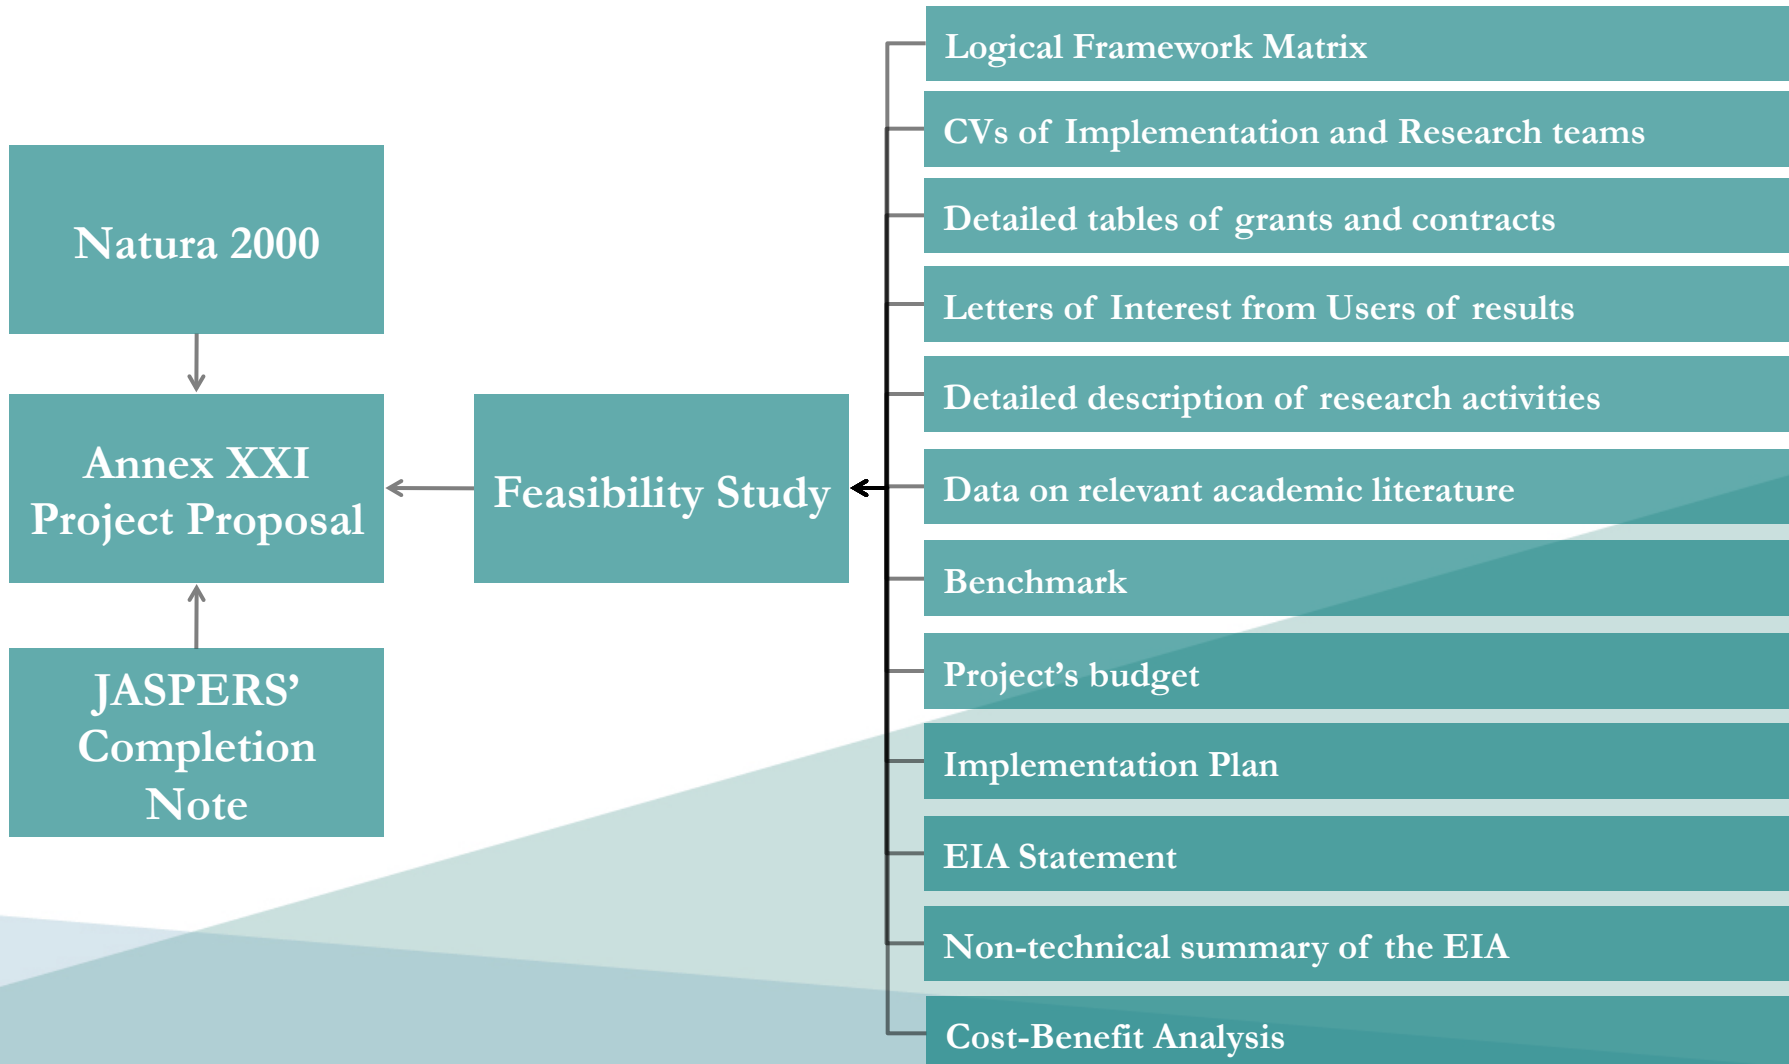 Natura 2000
Annex XXI
Project Proposal
JASPERS’
Completion
Note
Feasibility Study
Logical Framework Matrix
CVs of Implementation and Research teams
Detailed tables of grants and contracts
Letters of Interest from Users of results
Detailed description of research activities
Data on relevant academic literature
Benchmark
Project’s budget
Implementation Plan
EIA Statement
Non-technical summary of the EIA
Cost-Benefit Analysis